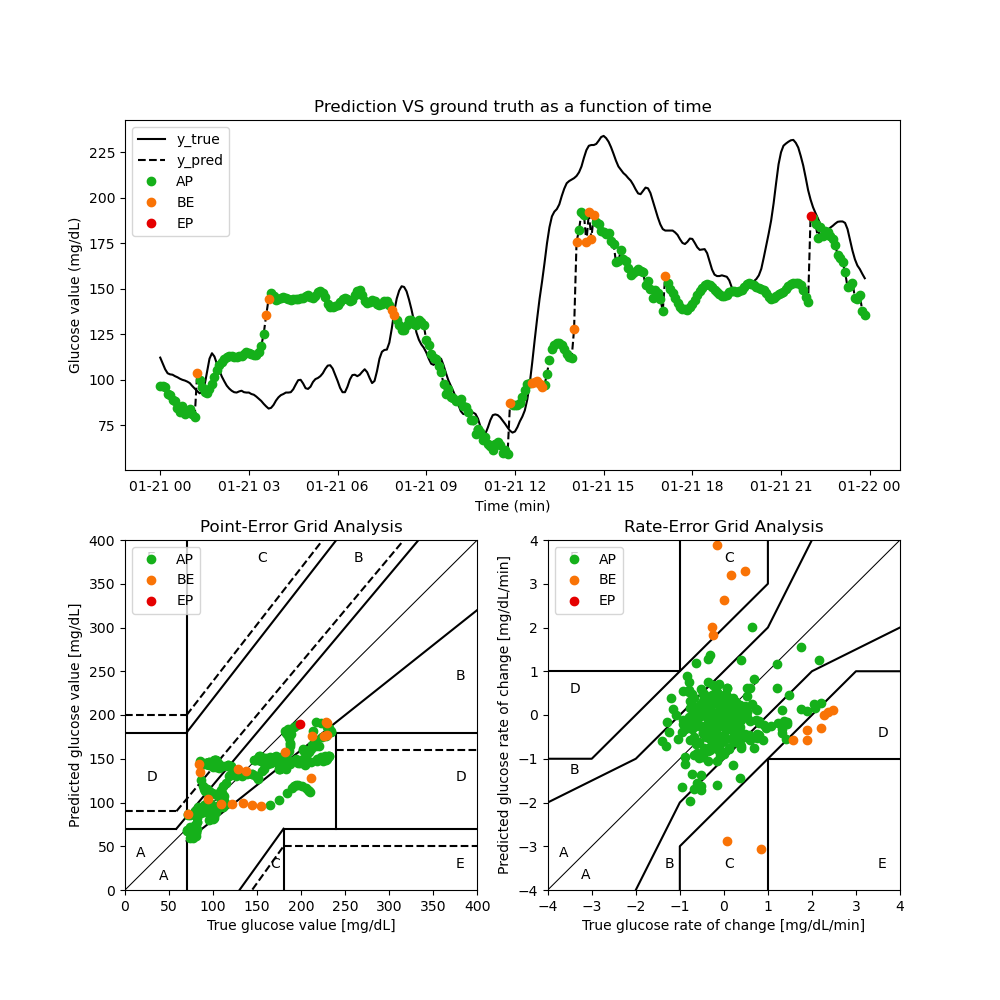 Prediction VS ground truth as a function of time
Glucose value (mg/dL)
225
200
175
150
125
100
75
y_true
y_pred
AP
BE
EP
01-21 00 01-21 03 01-21 06 01-21 09 01-21 12 01-21 15 01-21 18 01-21 21 01-22 00
Time (min)
Point-Error Grid Analysis
Predicted glucose value [mg/dL]
400
350
300
250
200
150
100
50
0
AP
BE
EP
C
B
B
D
D
A
A
C
E
0 50 100 150 200 250 300 350 400
True glucose value [mg/dL]
Rate-Error Grid Analysis
Predicted glucose rate of change [mg/dL/min]
4
3
2
1
0
−1
−2
−3
−4
AP
BE
EP
C
D
D
B
A
A
B
C
E
−4 −3 −2 −1 0 1 2 3 4
True glucose rate of change [mg/dL/min]